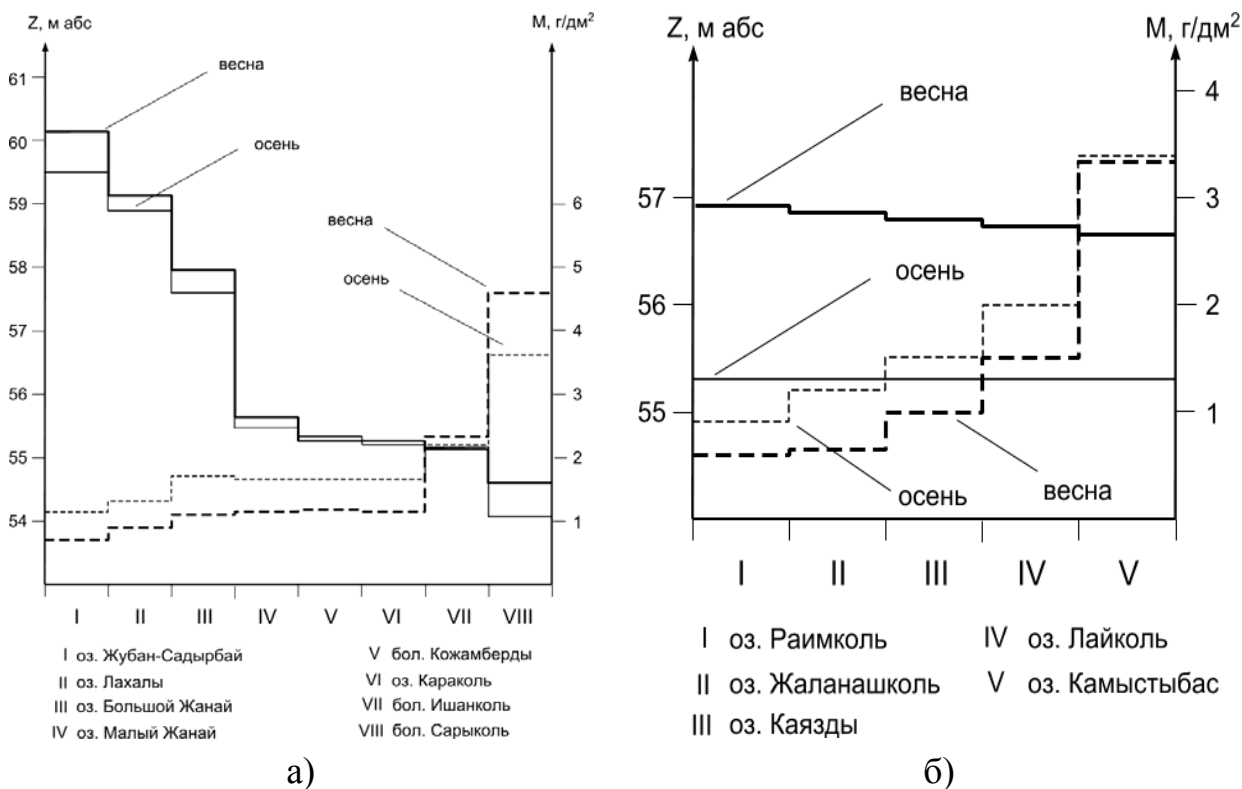 Z, м абс
М, г/дм2
61
60
59
58
57
56
55
54
6
5
4
3
2
1
весна
осень
весна
осень
I II III IV V VI VII VIII
I оз. Жубан-Садырбай
II оз. Лахалы
III оз. Большой Жанай
IV оз. Малый Жанай
V бол. Кожамберды
VI оз. Караколь
VII бол. Ишанколь
VIII бол. Сарыколь
а)
Z, м абс
М, г/дм2
57
56
55
4
3
2
1
весна
осень
осень
весна
I II III IV V
I оз. Раимколь
II оз. Жаланашколь
III оз. Каязды
IV оз. Лайколь
V оз. Камыстыбас
б)